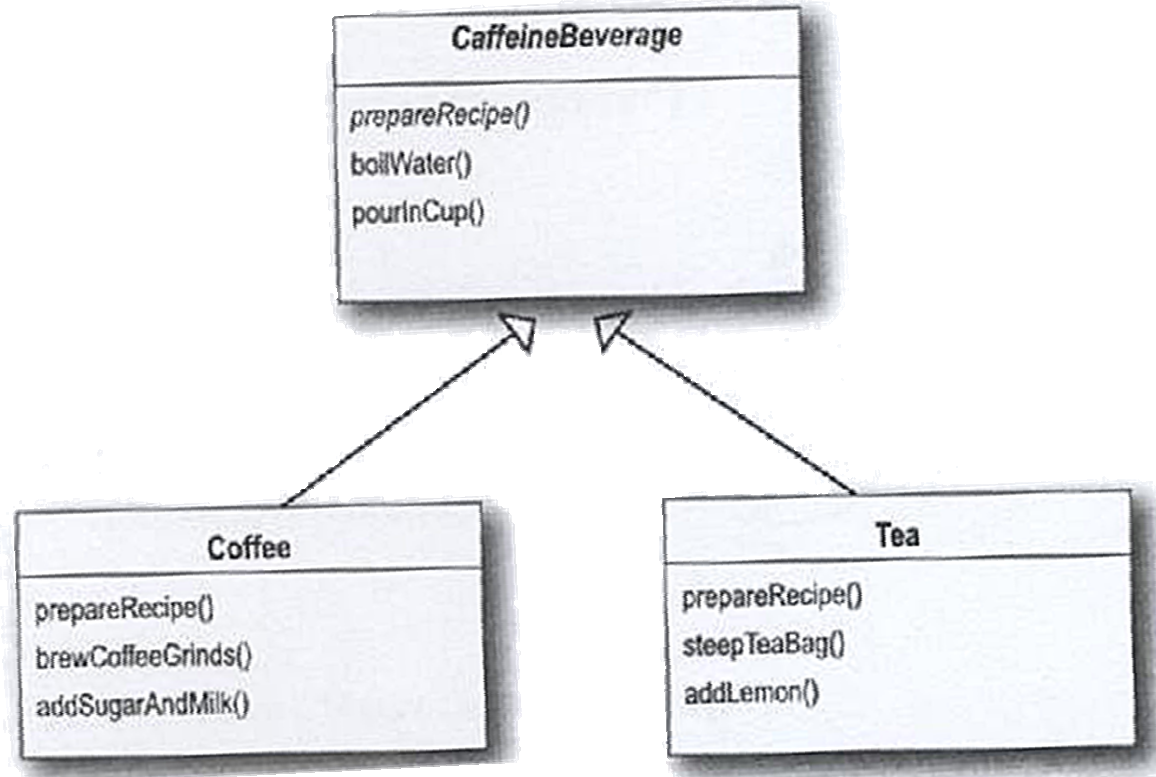 CaffeineBeverage
prepareRecipe()
boilWater()
pourInCup()
Coffee
prepareRecipe()
brewCoffeeGrinds()
addSugarAndMilk()
Tea
prepareRecipe()
steepTeaBag()
addLemon()